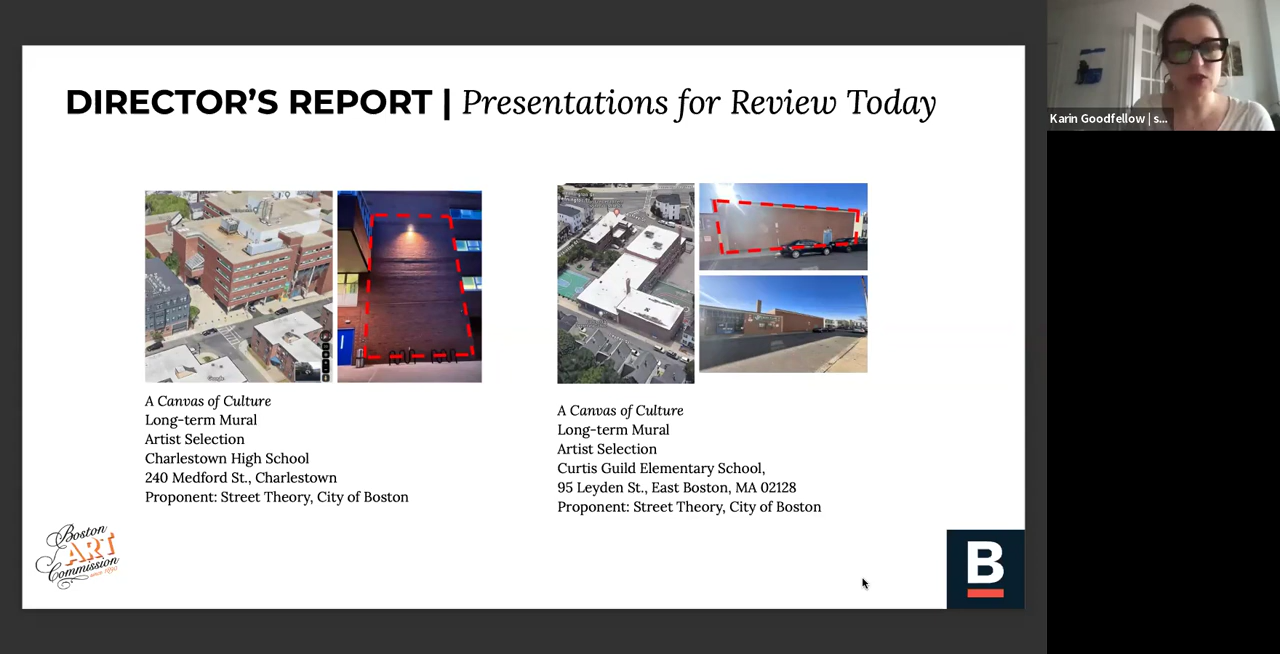 DIRECTOR'S REPORT | Presentations for Review Today
A Canvas of Culture
Long-term Mural
Artist Selection
Charlestown High School
240 Medford St., Charlestown
Proponent: Street Theory, City of Boston
A Canvas of Culture
Long-term Mural
Artist Selection
Curtis Guild Elementary School,
95 Leyden St., East Boston, MA 02128
Proponent: Street Theory, City of Boston
Boston
ART
Commission
since 1890
B
Karin Goodfellow | s...
Google